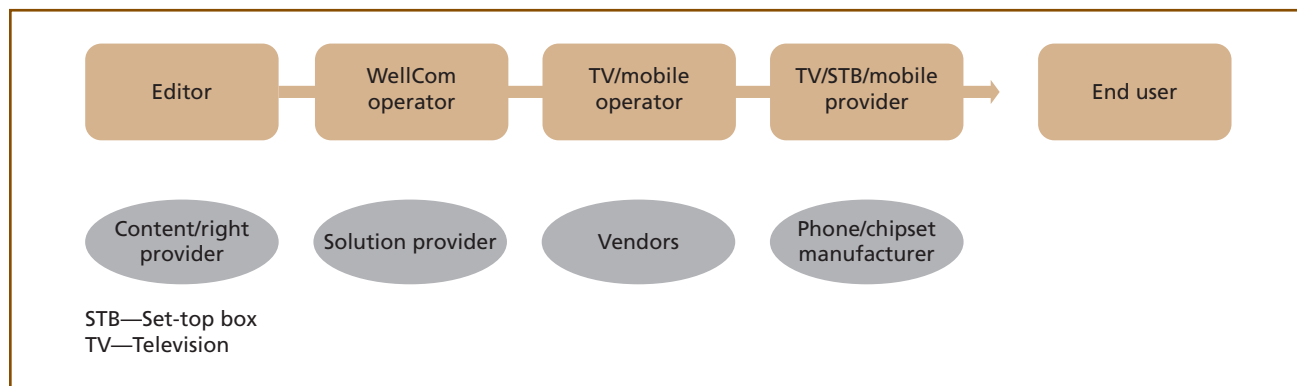 Editor
WellCom
operator
TV/mobile
operator
TV/STB/mobile
provider
End user
Content/right
provider
Solution provider
Vendors
Phone/chipset
manufacturer
STB—Set-top box
TV—Television